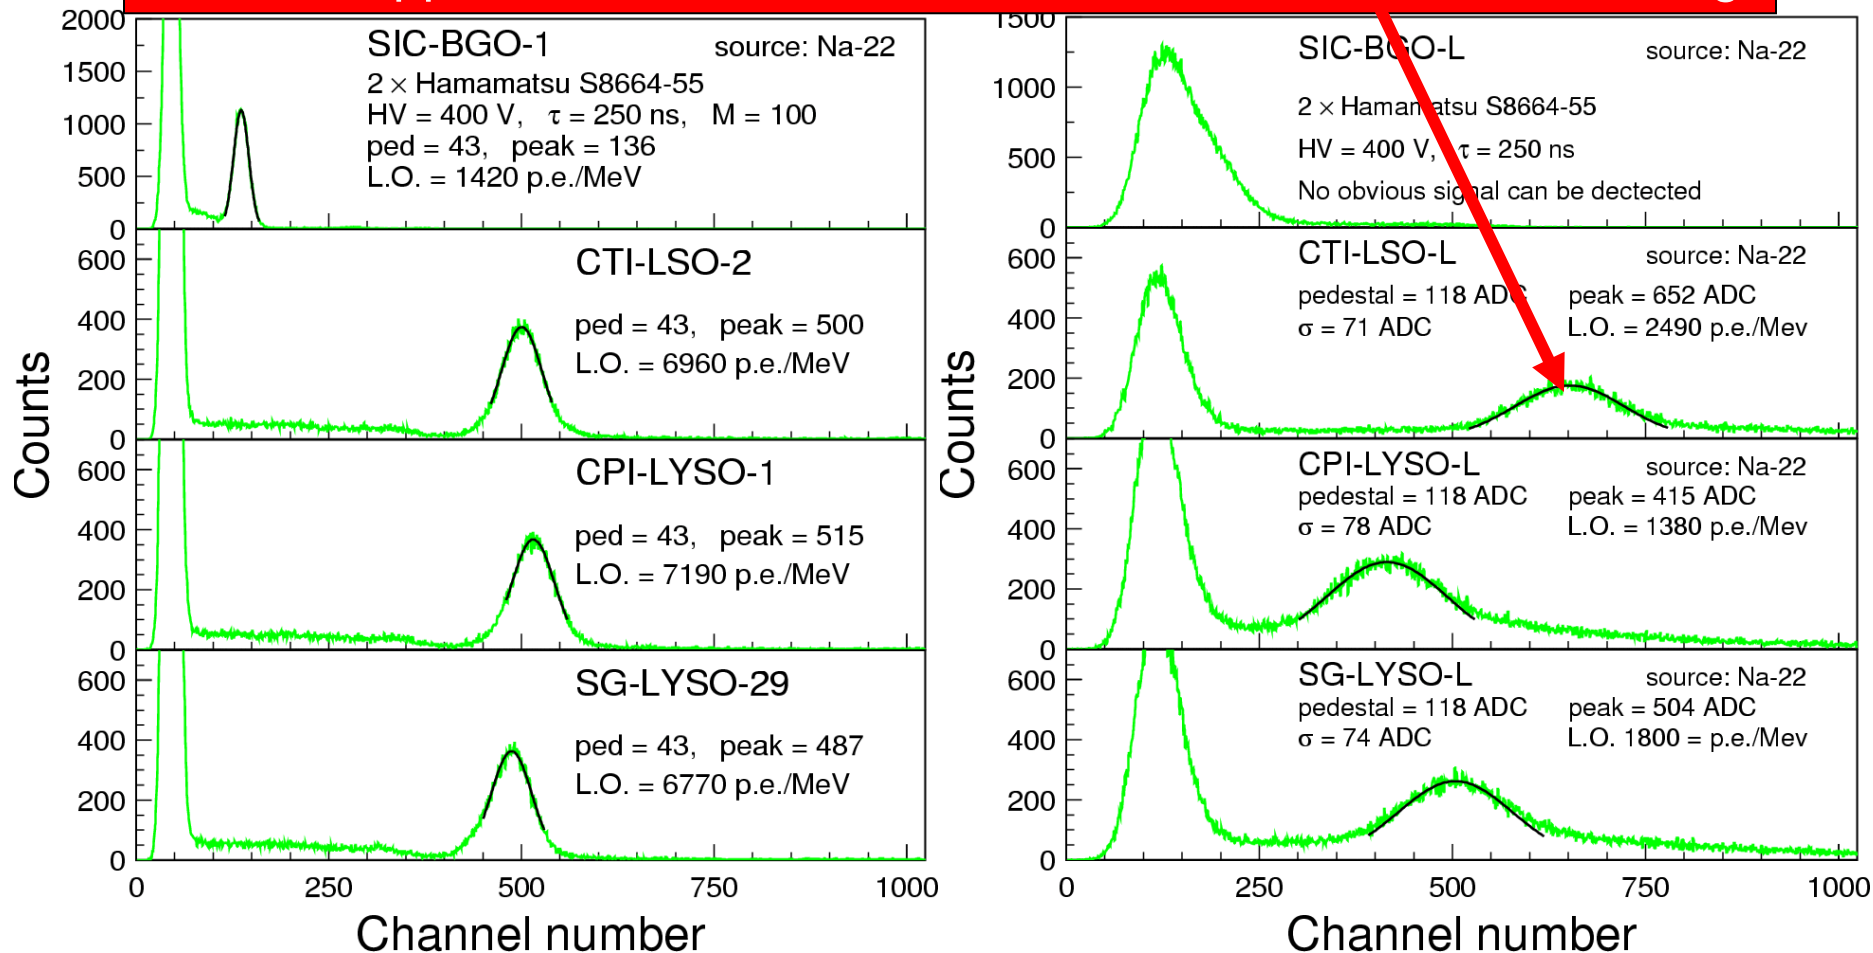 2000
1500
1000
500
0
SIC-BGO-1 source: Na-22
2 × Hamamatsu S8664-55
HV = 400 V, τ = 250 ns, M = 100
ped = 43, peak = 136
L.O. = 1420 p.e./MeV
600
400
200
0
CTI-LSO-2
ped = 43, peak = 500
L.O. = 6960 p.e./MeV
600
400
200
0
CPI-LYSO-1
ped = 43, peak = 515
L.O. = 7190 p.e./MeV
600
400
200
0
SG-LYSO-29
ped = 43, peak = 487
L.O. = 6770 p.e./MeV
0 250 500 750 1000
Counts
Channel number
1500
1000
500
0
SIC-BGO-L source: Na-22
2 × Hamamatsu S8664-55
HV = 400 V, τ = 250 ns
No obvious signal can be dectected
600
400
200
0
CTI-LSO-L source: Na-22
pedestal = 118 ADC peak = 652 ADC
σ = 71 ADC L.O. = 2490 p.e./Mev
600
400
200
0
CPI-LYSO-L source: Na-22
pedestal = 118 ADC peak = 415 ADC
σ = 78 ADC L.O. = 1380 p.e./Mev
600
400
200
0
SG-LYSO-L source: Na-22
pedestal = 118 ADC peak = 504 ADC
σ = 74 ADC L.O. 1800 = p.e./Mev
0 250 500 750 1000
Counts
Channel number